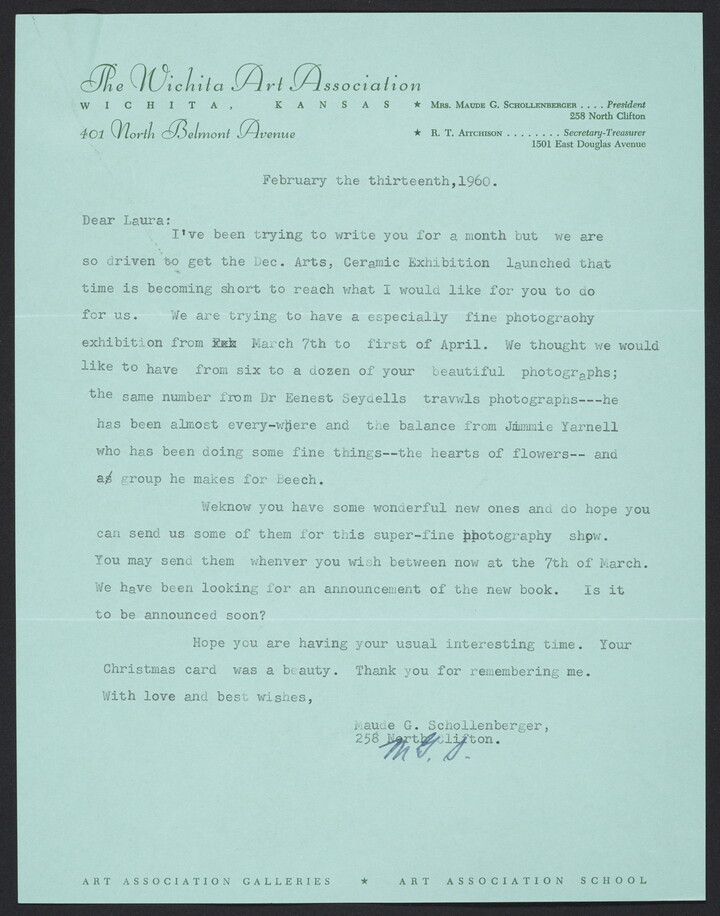 The Wichita Art Association
WICHITA, KANSAS ★ MRS. MAUDE G. SCHOLLENBERGER .... President
258 North Clifton
401 North Belmont Avenue ★ R. T. AITCHISON ........ Secretary-Treasurer
1501 East Douglas Avenue
February the thirteenth,1960.
Dear Laura:
I've been trying to write you for a month but we are
so driven to get the Dec. Arts, Ceramic Exhibition launched that
time is becoming short to reach what I would like for you to do
for us. We are trying to have a especially fine photograohy
exhibition from March 7th to first of April. We thought we would
like to have from six to a dozen of your beautiful photographs;
the same number from Dr Eenest Seydells travwls photographs---he
has been almost every-where and the balance from Jimmie Yarnell
who has been doing some fine things--the hearts of flowers-- and
a group he makes for Beech.
Weknow you have some wonderful new ones and do hope you
can send us some of them for this super-fine photography show.
You may send them whenver you wish between now at the 7th of March.
We have been looking for an announcement of the new book. Is it
to be announced soon?
Hope you are having your usual interesting time. Your
Christmas card was a beauty. Thank you for remembering me.
With love and best wishes,
Maude G. Schollenberger,
258 North Clifton.
M.G.S.
ART ASSOCIATION GALLERIES ★ ART ASSOCIATION SCHOOL